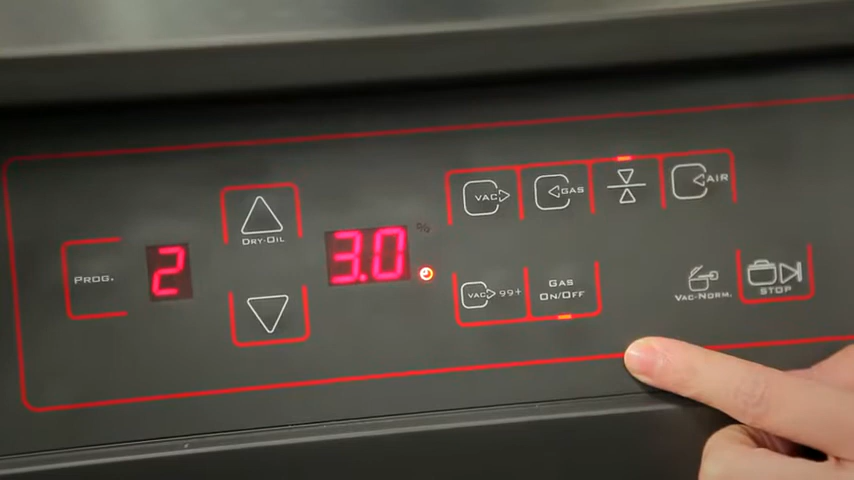 VAC
GAS
AIR
%
DRY-OIL
PROG.
2
3.0
VAC 99+
GAS
ON/OFF
VAC-NORM.
STOP